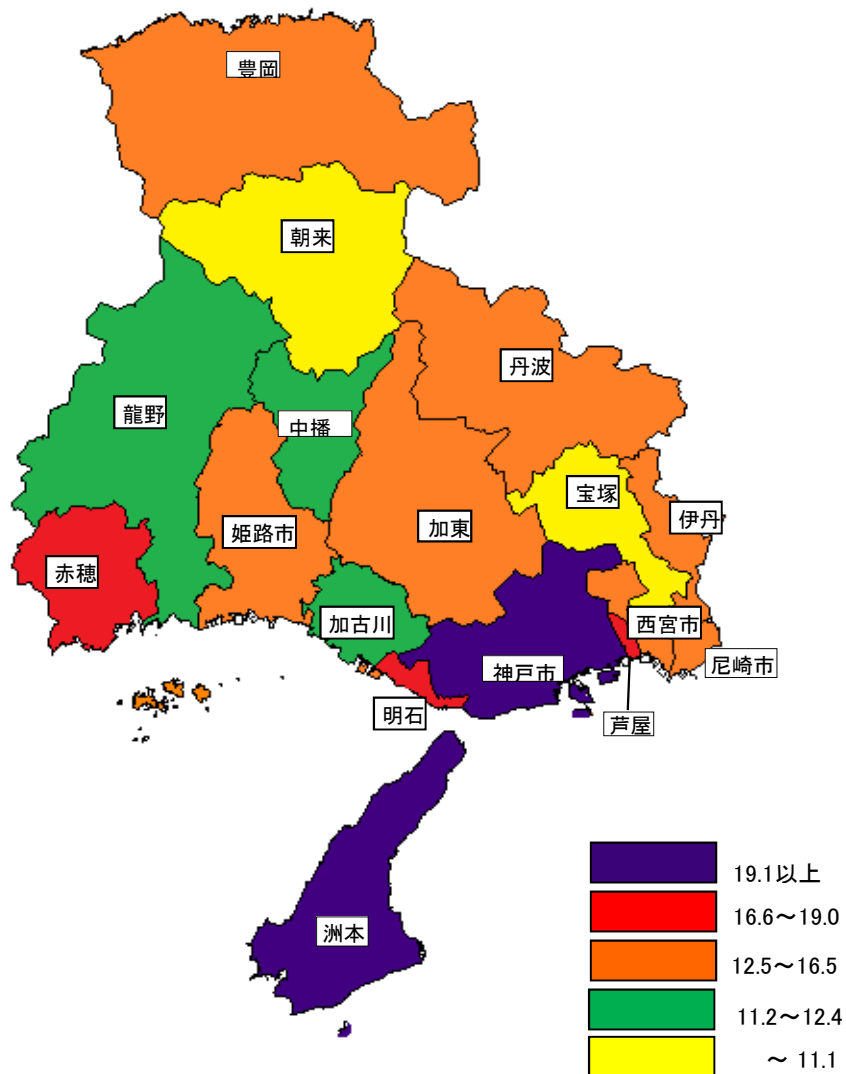 豊岡
朝来
丹波
龍野
中播
宝塚
伊丹
姫路市
加東
赤穂
加古川
西宮市
神戸市
尼崎市
明石
芦屋
洲本
19.1以上
16.6~19.0
12.5~16.5
11.2~12.4
~ 11.1